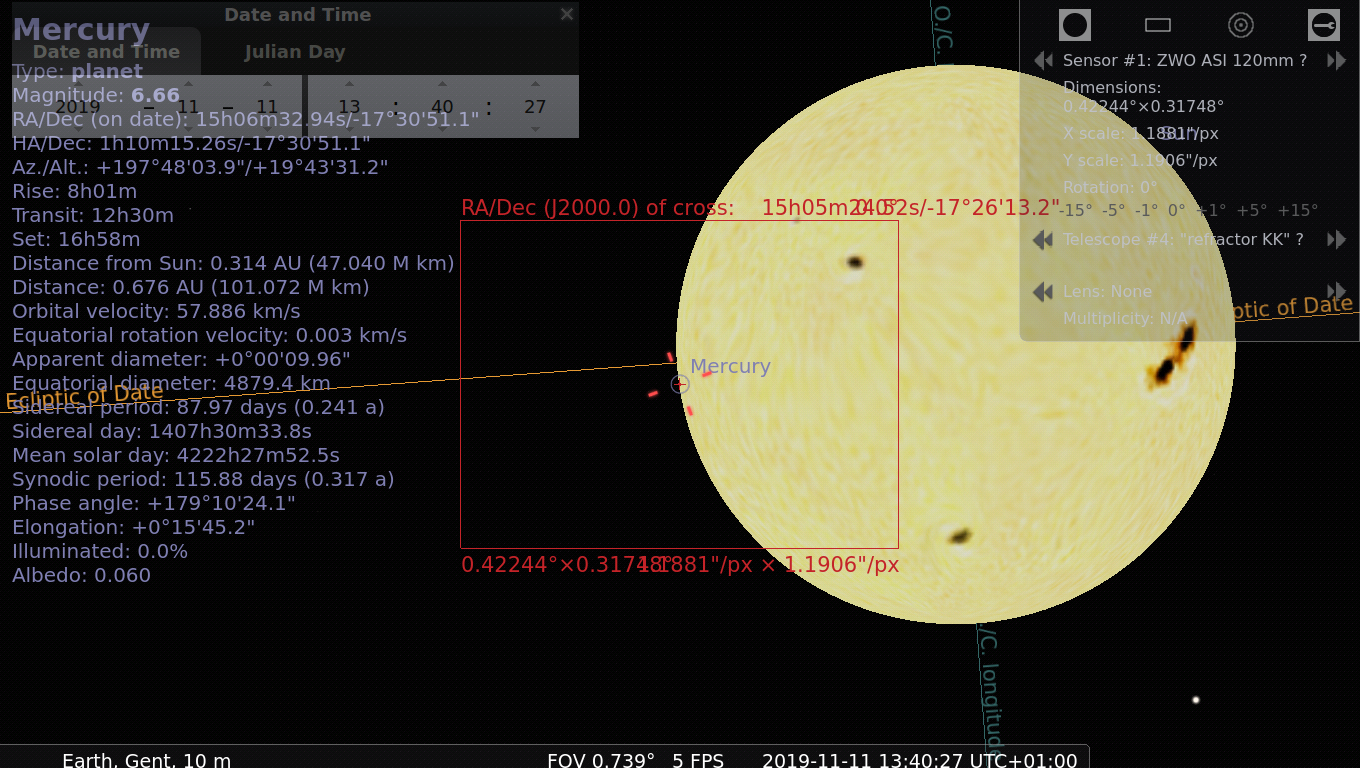 Date and Time
Mercury
Date and Time
Julian Day
Type: planet
Magnitude: 6.66
2019 - 11 - 11
13 : 40 : 27
RA/Dec (on date): 15h06m32.94s/-17°30'51.1"
HA/Dec: 1h10m15.26s/-17°30'51.1"
Az./Alt.: +197°48'03.9"/+19°43'31.2"
Rise: 8h01m
Transit: 12h30m
Set: 16h58m
Distance from Sun: 0.314 AU (47.040 M km)
Distance: 0.676 AU (101.072 M km)
Orbital velocity: 57.886 km/s
Equatorial rotation velocity: 0.003 km/s
Apparent diameter: +0°00'09.96"
Equatorial diameter: 4879.4 km
Ecliptic of Date
Sidereal period: 87.97 days (0.241 a)
Sidereal day: 1407h30m33.8s
Mean solar day: 4222h27m52.5s
Synodic period: 115.88 days (0.317 a)
Phase angle: +179°10'24.1"
Elongation: +0°15'45.2"
Illuminated: 0.0%
Albedo: 0.060
RA/Dec (J2000.0) of cross:
Mercury
0.42244°×0.31748°
1.1881"/px × 1.1906"/px
O./C.
./C. longitude
Sensor #1: ZWO ASI 120mm ?
Dimensions:
0.42244°×0.31748°
X scale: 1.1881"/px
Sun
Y scale: 1.1906"/px
Rotation: 0°
-15° -5° -1° 0° +1° +5° +15°
Telescope #4: "refractor KK" ?
Lens: None
ptic of Date
Multiplicity: N/A
Earth, Gent, 10 m
FOV 0.739°
5 FPS
2019-11-11 13:40:27 UTC+01:00